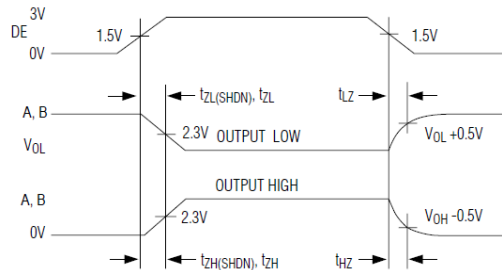 3V
DE
1.5V
1.5V
0V
tZL(SHDN), tZL
tLZ
A, B
2.3V
OUTPUT LOW
VOL +0.5V
VOL
OUTPUT HIGH
A, B
2.3V
VOH -0.5V
0V
tZH(SHDN), tZH
tHZ